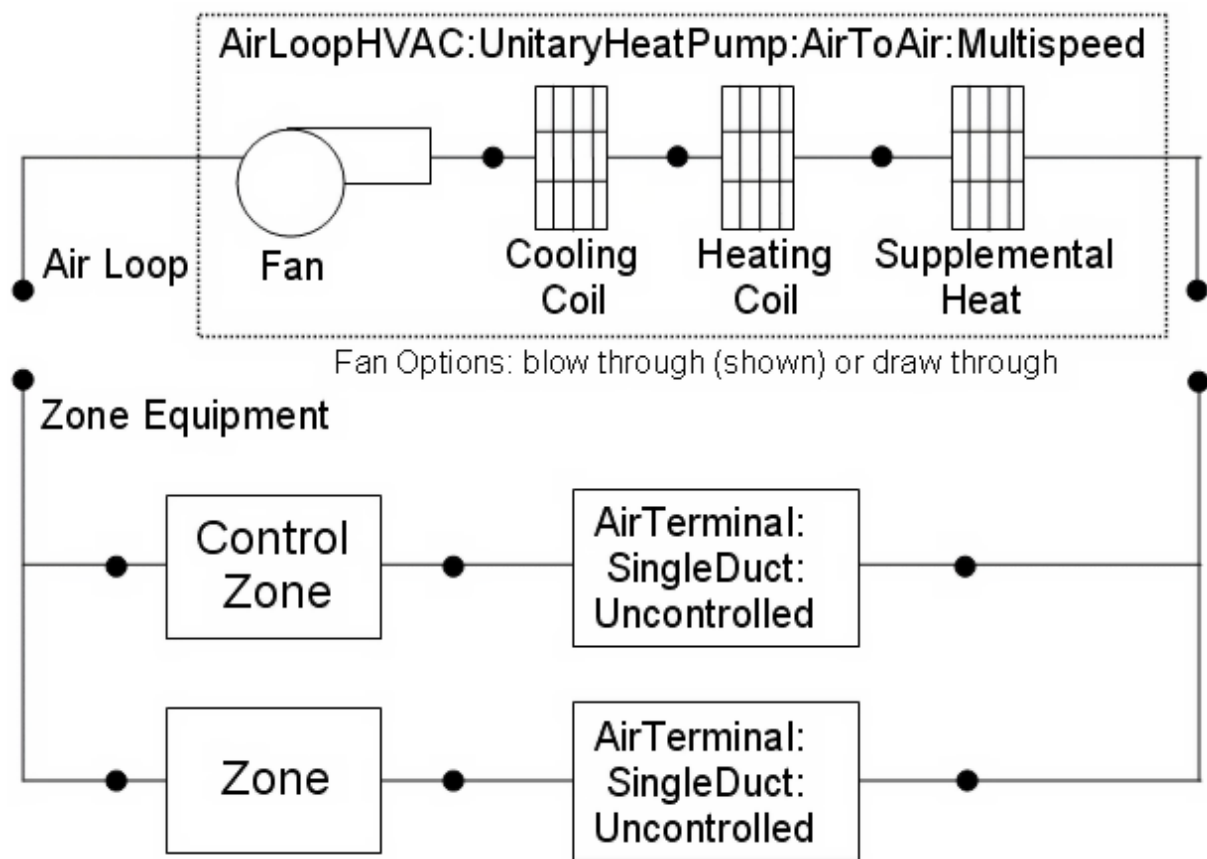 AirLoopHVAC:UnitaryHeatPump:AirToAir:Multispeed
Air Loop
Fan
Cooling
Coil
Heating
Coil
Supplemental
Heat
Fan Options: blow through (shown) or draw through
Zone Equipment
Control
Zone
AirTerminal:
SingleDuct:
Uncontrolled
Zone
AirTerminal:
SingleDuct:
Uncontrolled